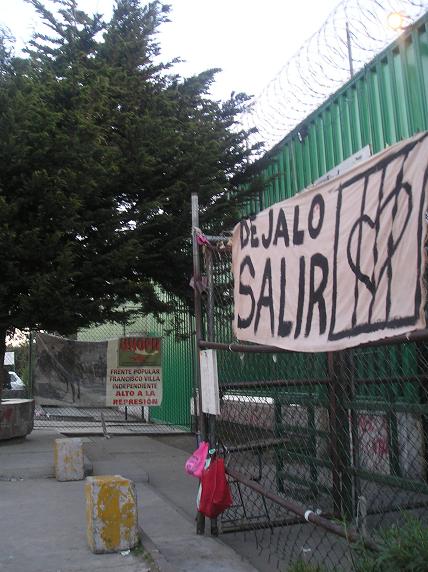 DEJALO
SALIR
FRENTE POPULAR
FRANCISCO VILLA
INDEPENDIENTE
ALTO A LA
REPRESIÓN